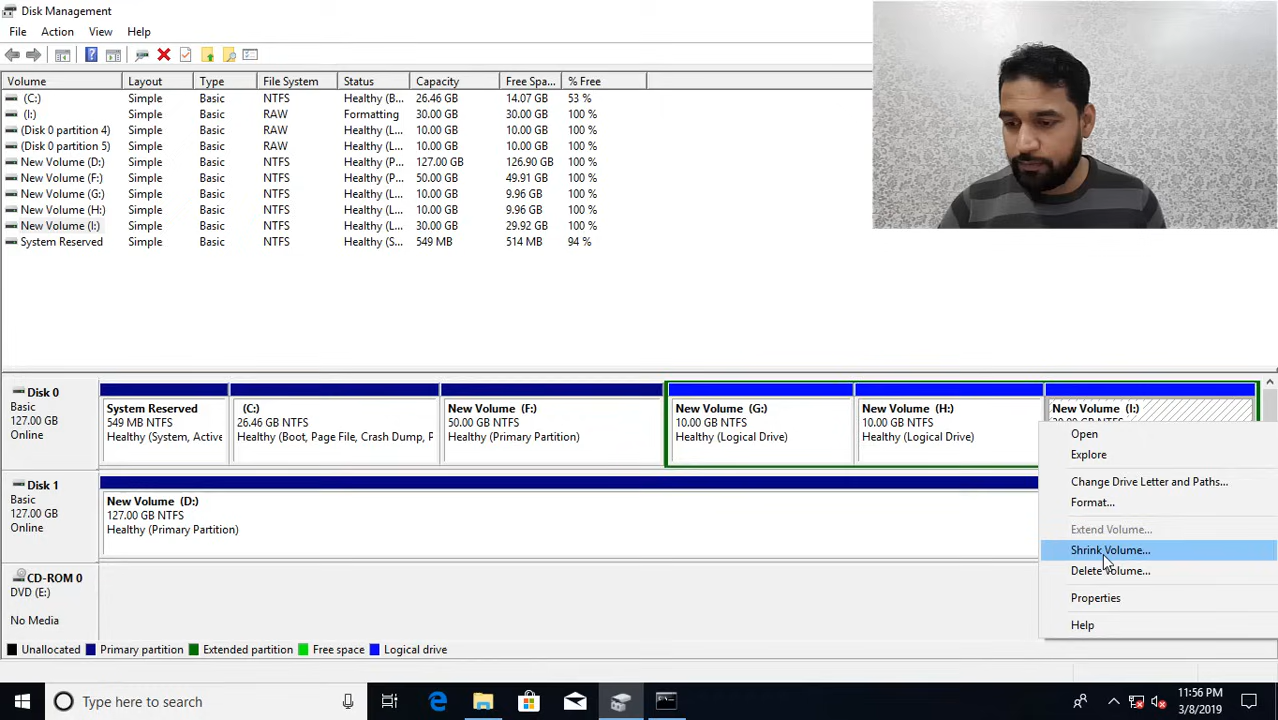 Disk Management
File Action View Help
Volume Layout Type File System Status Capacity Free Spa... % Free
(C:) Simple Basic NTFS Healthy (B... 26.46 GB 14.07 GB 53 %
(I:) Simple Basic RAW Formatting 30.00 GB 30.00 GB 100 %
(Disk 0 partition 4) Simple Basic RAW Healthy (L... 10.00 GB 10.00 GB 100 %
(Disk 0 partition 5) Simple Basic RAW Healthy (L... 10.00 GB 10.00 GB 100 %
New Volume (D:) Simple Basic NTFS Healthy (P... 127.00 GB 126.90 GB 100 %
New Volume (F:) Simple Basic NTFS Healthy (P... 50.00 GB 49.91 GB 100 %
New Volume (G:) Simple Basic NTFS Healthy (L... 10.00 GB 9.96 GB 100 %
New Volume (H:) Simple Basic NTFS Healthy (L... 10.00 GB 9.96 GB 100 %
New Volume (I:) Simple Basic NTFS Healthy (L... 30.00 GB 29.92 GB 100 %
System Reserved Simple Basic NTFS Healthy (S... 549 MB 514 MB 94 %
Disk 0
Basic
127.00 GB
Online
System Reserved
549 MB NTFS
Healthy (System, Active
(C:)
26.46 GB NTFS
Healthy (Boot, Page File, Crash Dump, P
New Volume (F:)
50.00 GB NTFS
Healthy (Primary Partition)
New Volume (G:)
10.00 GB NTFS
Healthy (Logical Drive)
New Volume (H:)
10.00 GB NTFS
Healthy (Logical Drive)
New Volume (I:)
Open
Explore
Change Drive Letter and Paths...
Format...
Extend Volume...
Shrink Volume...
Delete Volume...
Properties
Help
Disk 1
Basic
127.00 GB
Online
New Volume (D:)
127.00 GB NTFS
Healthy (Primary Partition)
CD-ROM 0
DVD (E:)
No Media
Unallocated Primary partition Extended partition Free space Logical drive
Type here to search
11:56 PM
3/8/2019